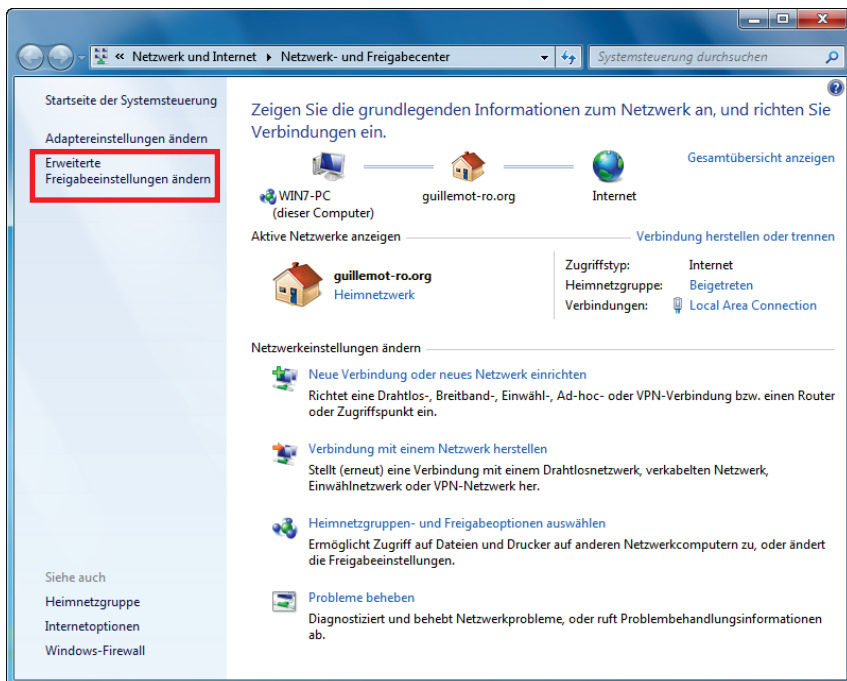 « Netzwerk und Internet ▸ Netzwerk- und Freigabecenter
Systemsteuerung durchsuchen
Startseite der Systemsteuerung
Adaptereinstellungen ändern
Erweiterte
Freigabeeinstellungen ändern
Zeigen Sie die grundlegenden Informationen zum Netzwerk an, und richten Sie
Verbindungen ein.
Gesamtübersicht anzeigen
WIN7-PC
(dieser Computer)
guillemot-ro.org
Internet
Aktive Netzwerke anzeigen
Verbindung herstellen oder trennen
guillemot-ro.org
Heimnetzwerk
Zugriffstyp: Internet
Heimnetzgruppe: Beigetreten
Verbindungen: Local Area Connection
Netzwerkeinstellungen ändern
Neue Verbindung oder neues Netzwerk einrichten
Richtet eine Drahtlos-, Breitband-, Einwähl-, Ad-hoc- oder VPN-Verbindung bzw. einen Router
oder Zugriffspunkt ein.
Verbindung mit einem Netzwerk herstellen
Stellt (erneut) eine Verbindung mit einem Drahtlosnetzwerk, verkabelten Netzwerk,
Einwählnetzwerk oder VPN-Netzwerk her.
Heimnetzgruppen- und Freigabeoptionen auswählen
Ermöglicht Zugriff auf Dateien und Drucker auf anderen Netzwerkcomputern zu, oder ändert
die Freigabeeinstellungen.
Probleme beheben
Diagnostiziert und behebt Netzwerkprobleme, oder ruft Problembehandlungsinformationen
ab.
Siehe auch
Heimnetzgruppe
Internetoptionen
Windows-Firewall